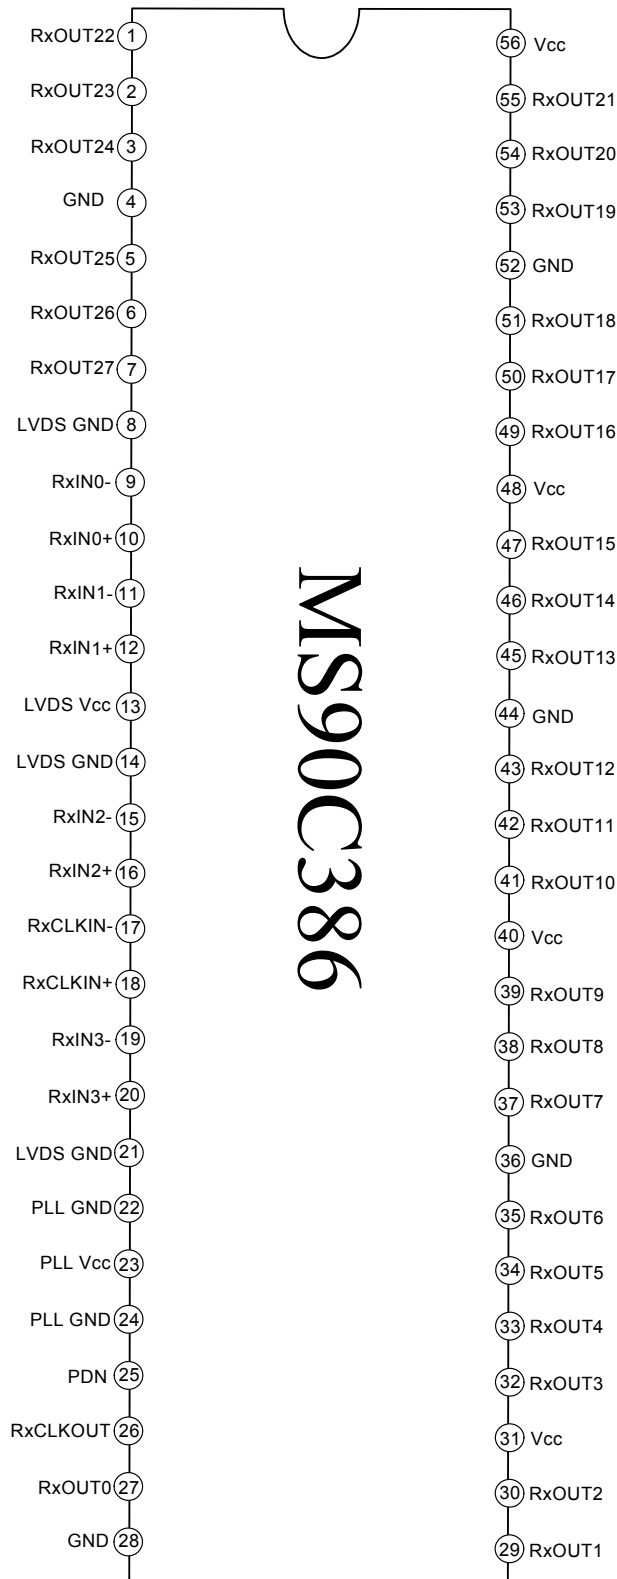 RxOUT22 1
RxOUT23 2
RxOUT24 3
GND 4
RxOUT25 5
RxOUT26 6
RxOUT27 7
LVDS GND 8
RxIN0- 9
RxIN0+ 10
RxIN1- 11
RxIN1+ 12
LVDS Vcc 13
LVDS GND 14
RxIN2- 15
RxIN2+ 16
RxCLKIN- 17
RxCLKIN+ 18
RxIN3- 19
RxIN3+ 20
LVDS GND 21
PLL GND 22
PLL Vcc 23
PLL GND 24
PDN 25
RxCLKOUT 26
RxOUT0 27
GND 28
MS90C386
56 Vcc
55 RxOUT21
54 RxOUT20
53 RxOUT19
52 GND
51 RxOUT18
50 RxOUT17
49 RxOUT16
48 Vcc
47 RxOUT15
46 RxOUT14
45 RxOUT13
44 GND
43 RxOUT12
42 RxOUT11
41 RxOUT10
40 Vcc
39 RxOUT9
38 RxOUT8
37 RxOUT7
36 GND
35 RxOUT6
34 RxOUT5
33 RxOUT4
32 RxOUT3
31 Vcc
30 RxOUT2
29 RxOUT1